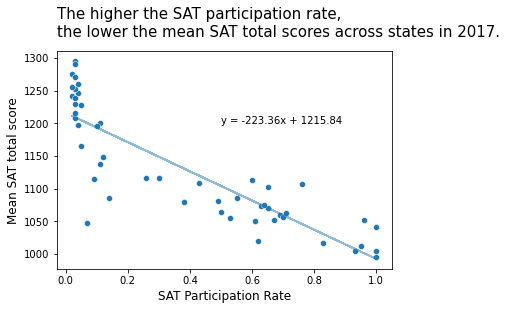 The higher the SAT participation rate,
the lower the mean SAT total scores across states in 2017.
1300
1250
1200
1150
1100
1050
1000
Mean SAT total score
y = -223.36x + 1215.84
0.0
0.2
0.4
0.6
0.8
1.0
SAT Participation Rate